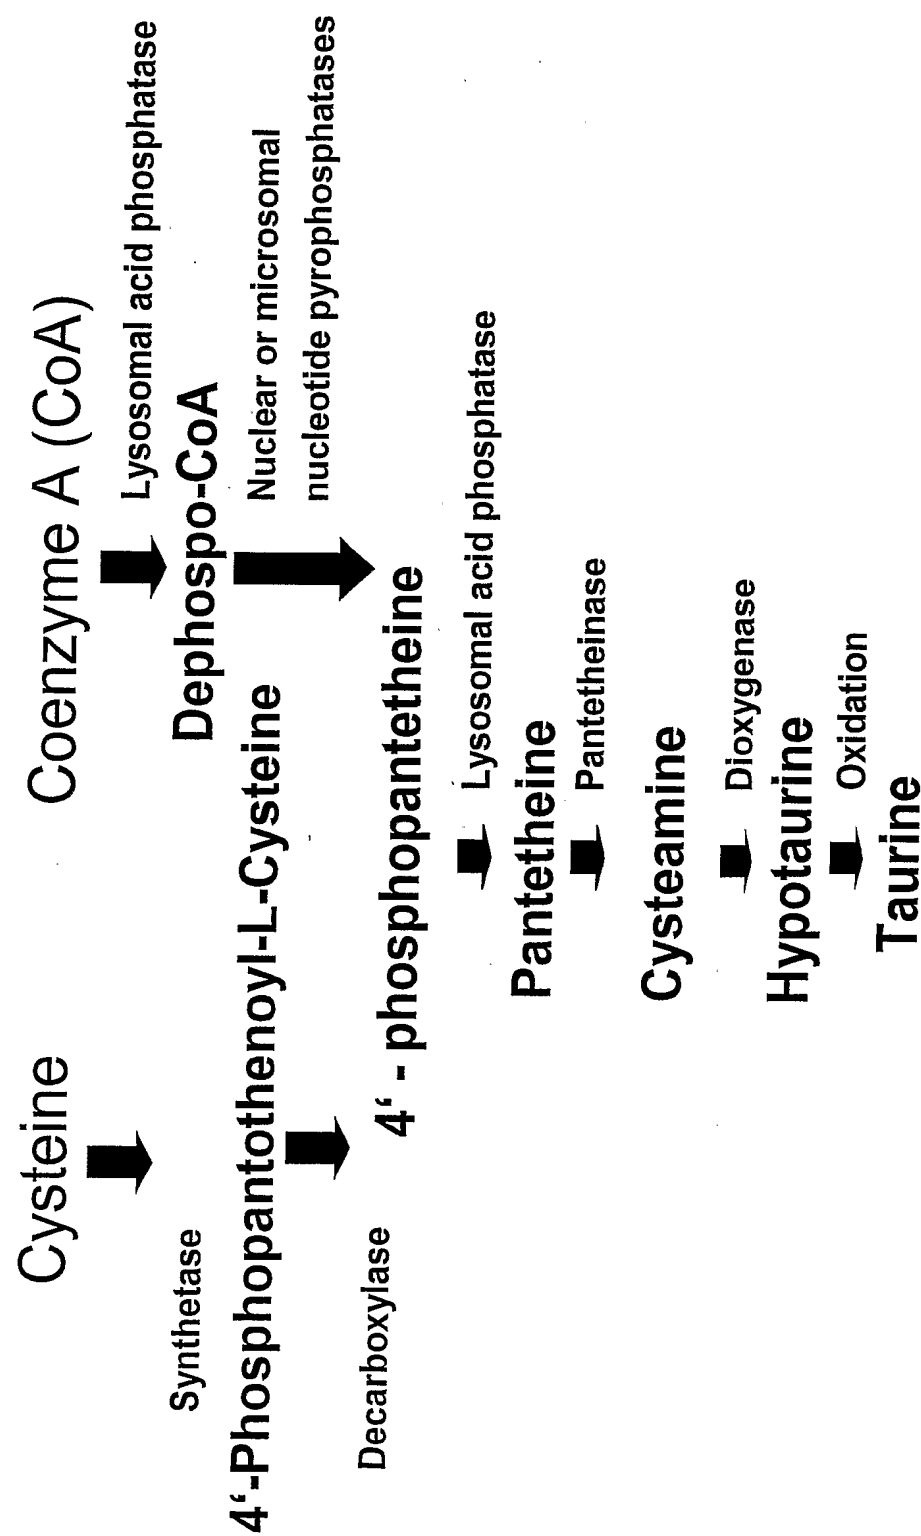 Cysteine
Coenzyme A (CoA)
Lysosomal acid phosphatase
Synthetase
Dephospo-CoA
4‘-Phosphopantothenoyl-L-Cysteine
Nuclear or microsomal
nucleotide pyrophosphatases
Decarboxylase
4‘ - phosphopantetheine
Lysosomal acid phosphatase
Pantetheine
Pantetheinase
Cysteamine
Dioxygenase
Hypotaurine
Oxidation
Taurine